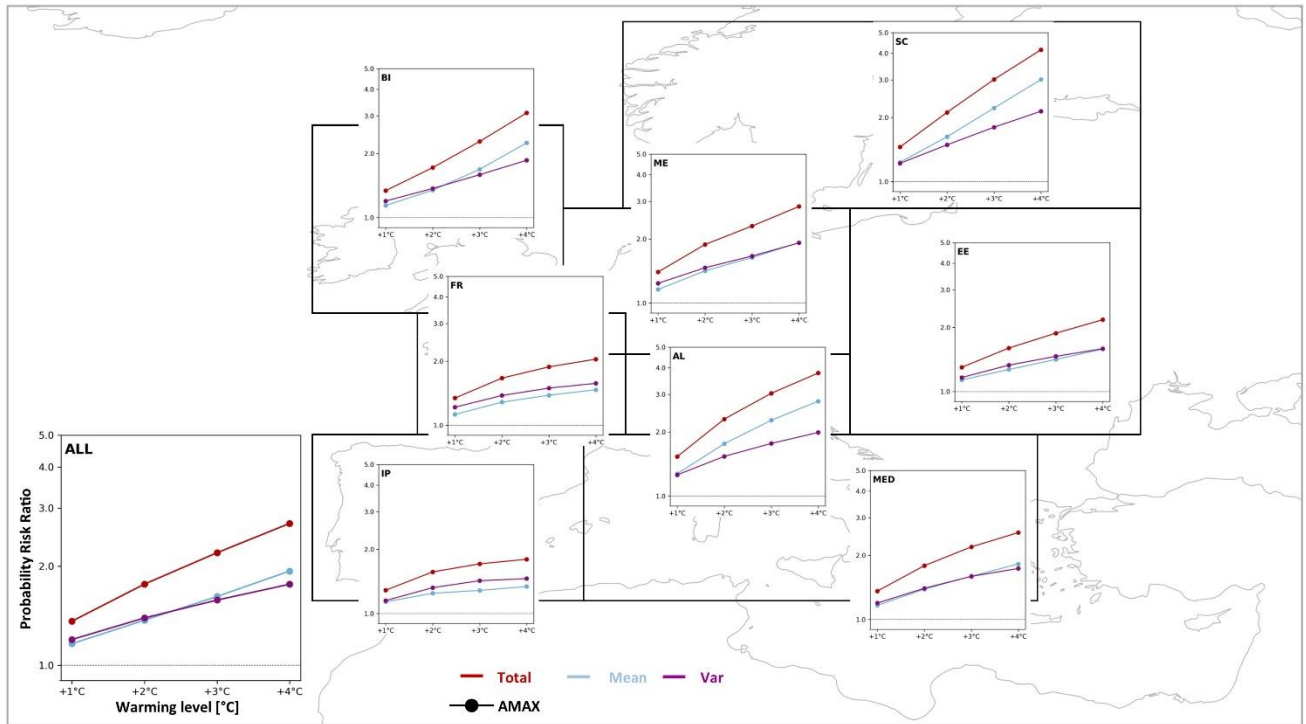 SC
5.0
4.0
3.0
2.0
1.0
+1°C +2°C +3°C +4°C
BI
5.0
4.0
3.0
2.0
1.0
+1°C +2°C +3°C +4°C
ME
5.0
4.0
3.0
2.0
1.0
+1°C +2°C +3°C +4°C
EE
5.0
4.0
3.0
2.0
1.0
+1°C +2°C +3°C +4°C
FR
5.0
4.0
3.0
2.0
1.0
+1°C +2°C +3°C +4°C
AL
5.0
4.0
3.0
2.0
1.0
+1°C +2°C +3°C +4°C
ALL
5.0
4.0
3.0
2.0
1.0
Probability Risk Ratio
+1°C +2°C +3°C +4°C
Warming level [°C]
IP
5.0
4.0
3.0
2.0
1.0
+1°C +2°C +3°C +4°C
MED
5.0
4.0
3.0
2.0
1.0
+1°C +2°C +3°C +4°C
Total Mean Var
AMAX